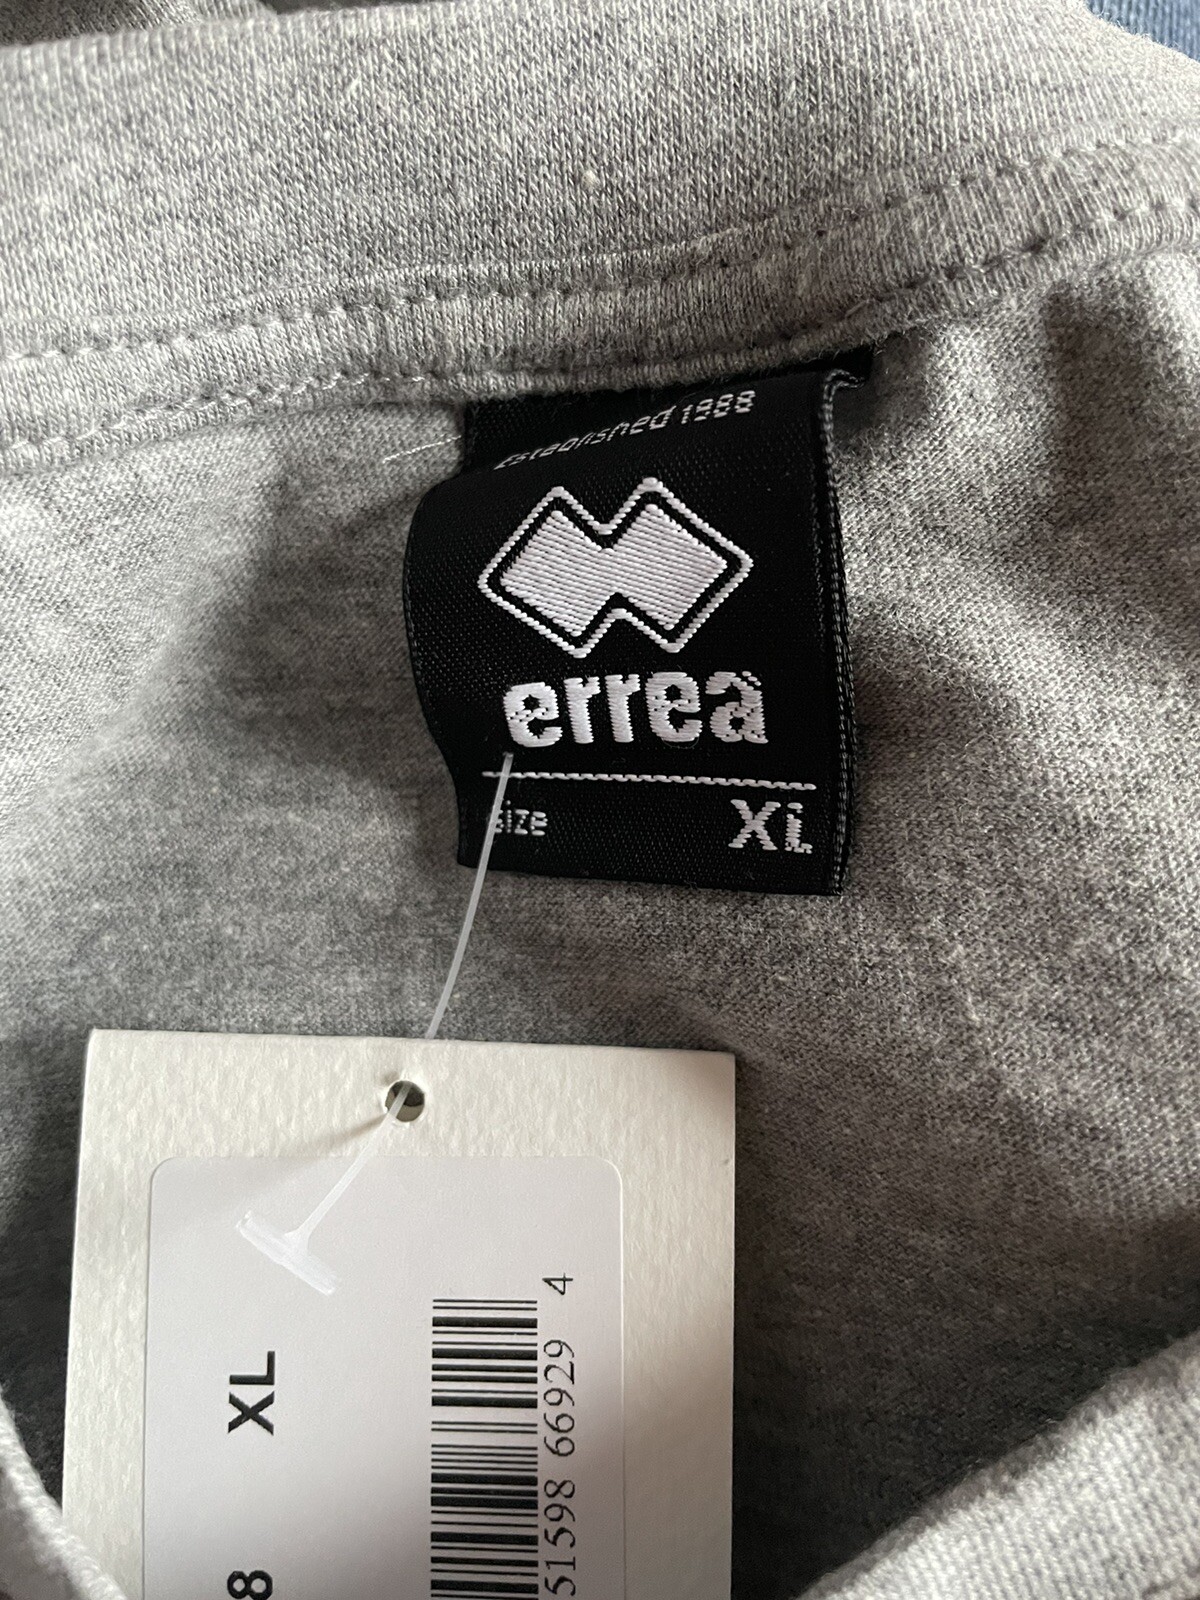 Established 1988
errea
size XL
XL
8
51598 66929 4